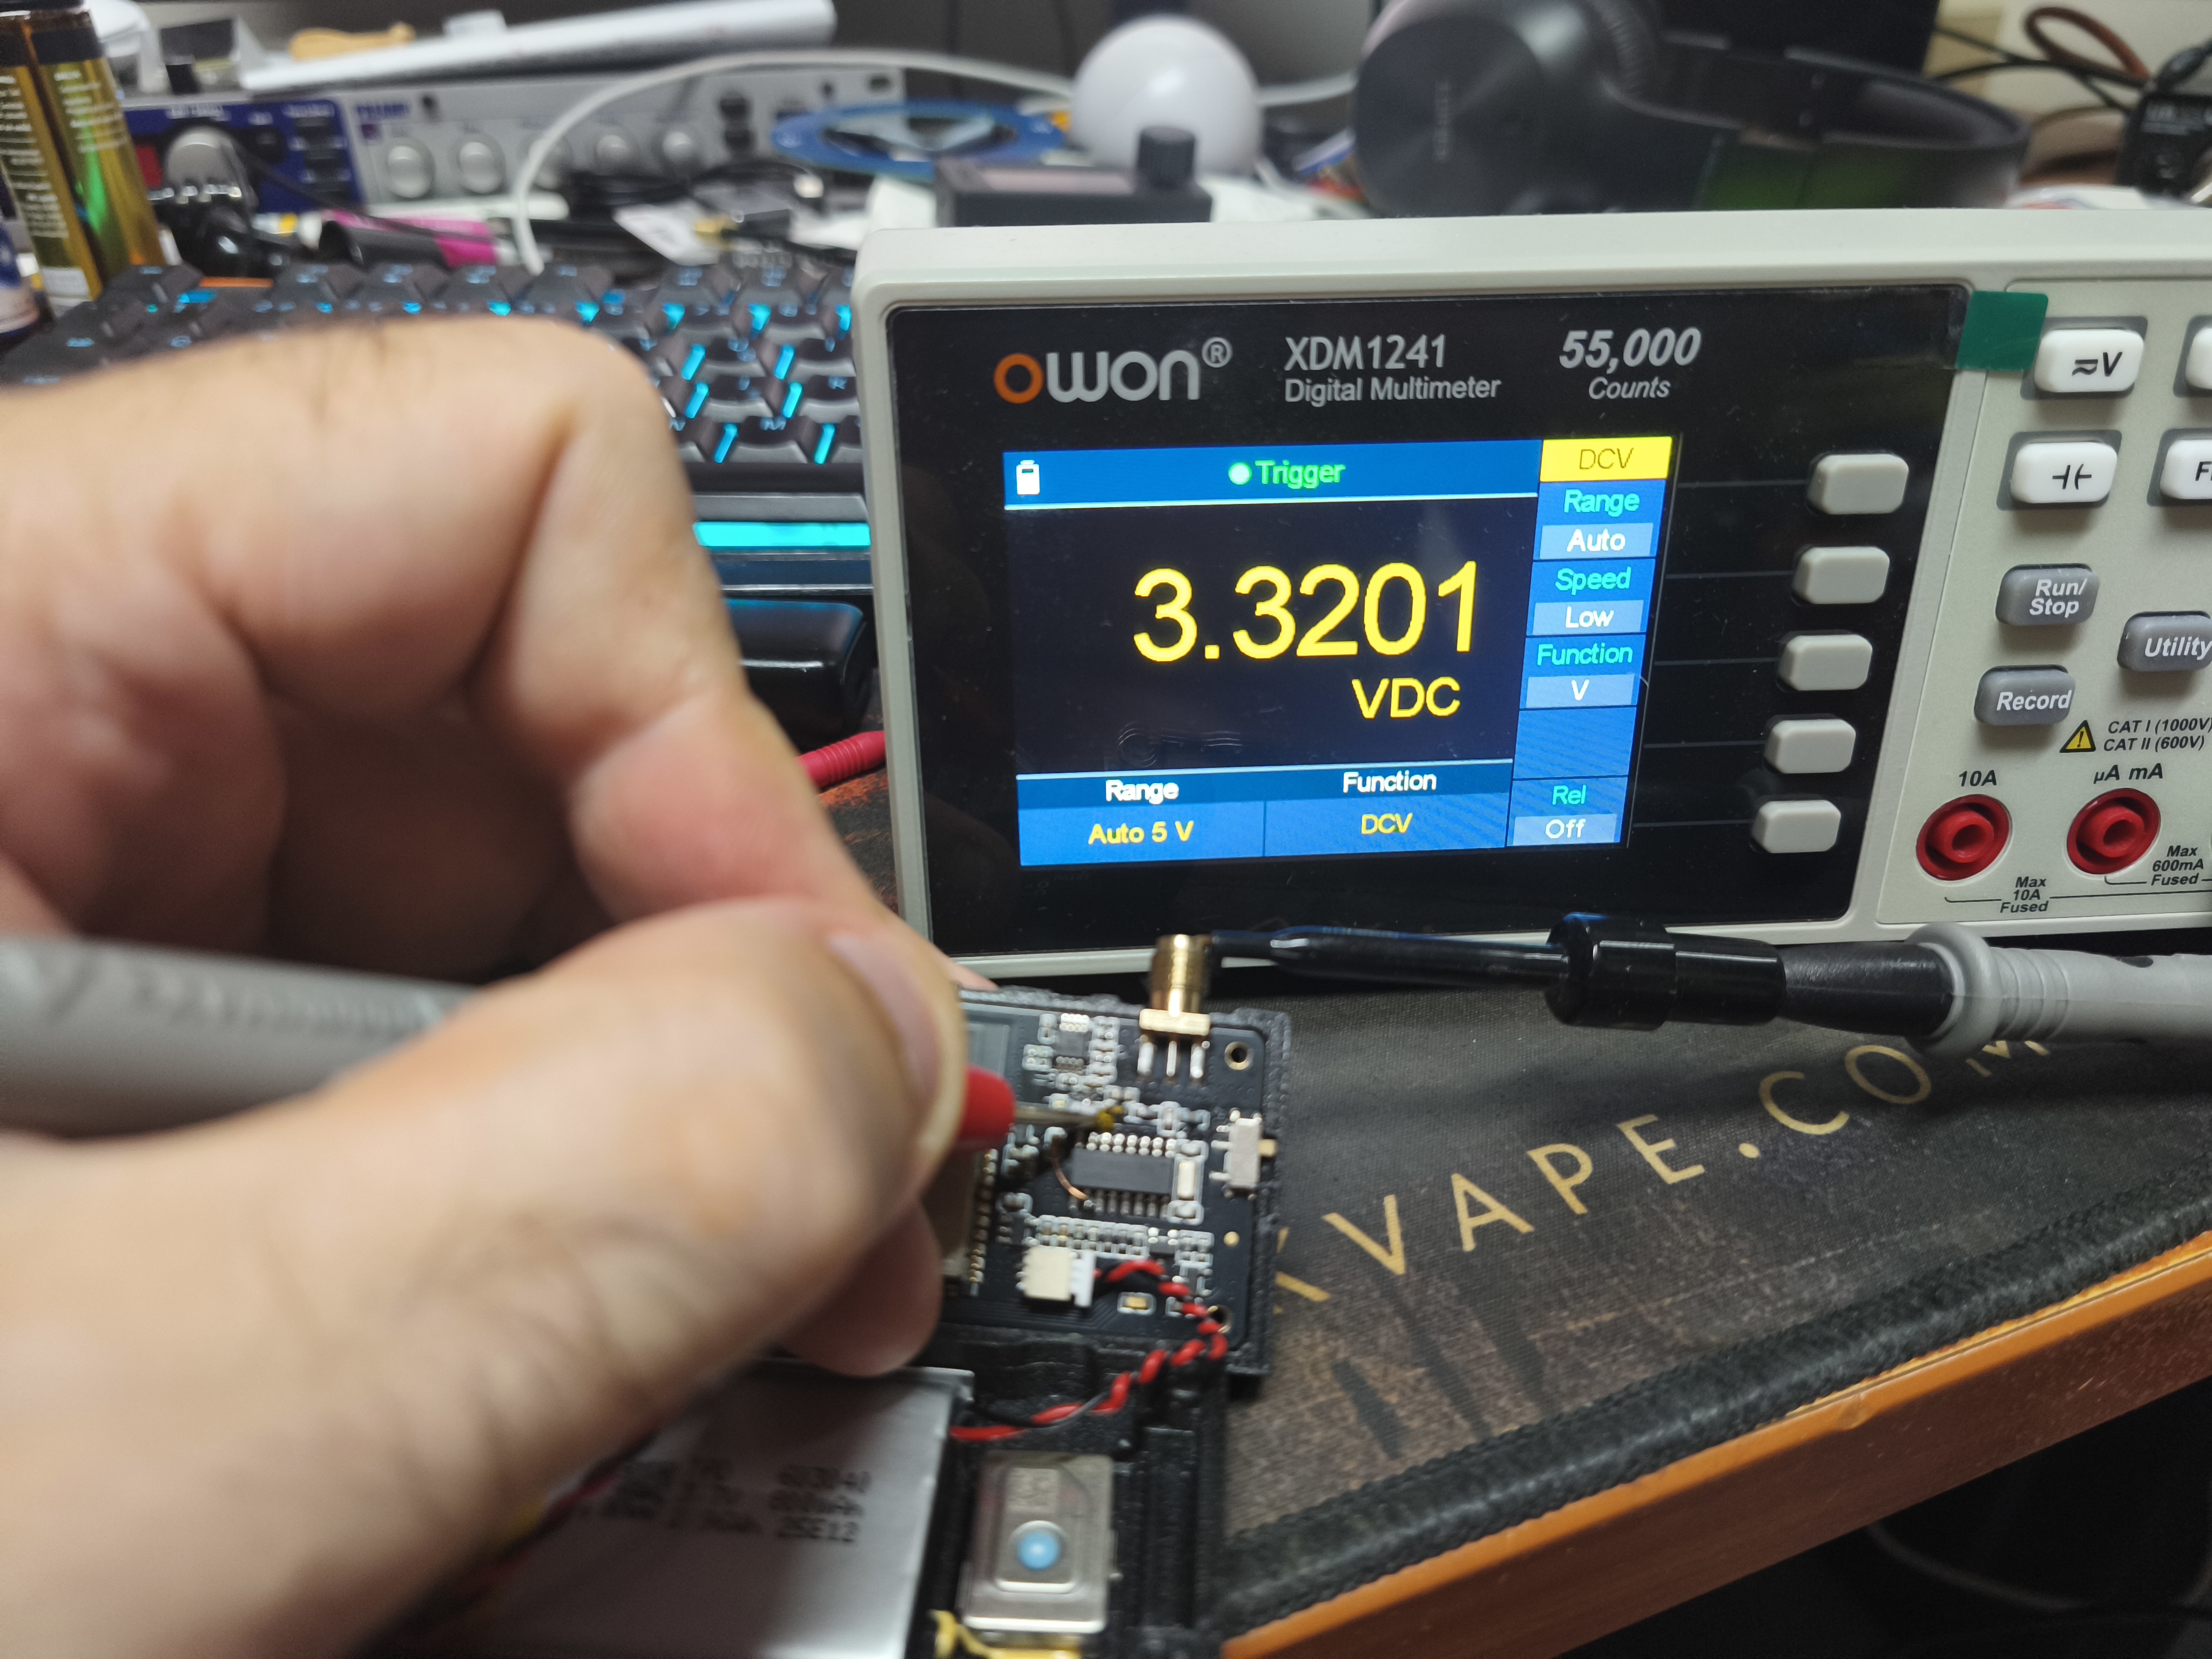 owon®
XDM1241
Digital Multimeter
55,000
Counts
Trigger
DCV
Range
Auto
Speed
Low
Function
V
3.3201
VDC
Range
Function
Auto 5 V
DCV
Rel
Off
≂V
Run/
Stop
Utility
Record
CAT I (1000V)
CAT II (600V)
10A
µA mA
Max
10A
Fused
Max
600mA
Fused
VAPE.COM